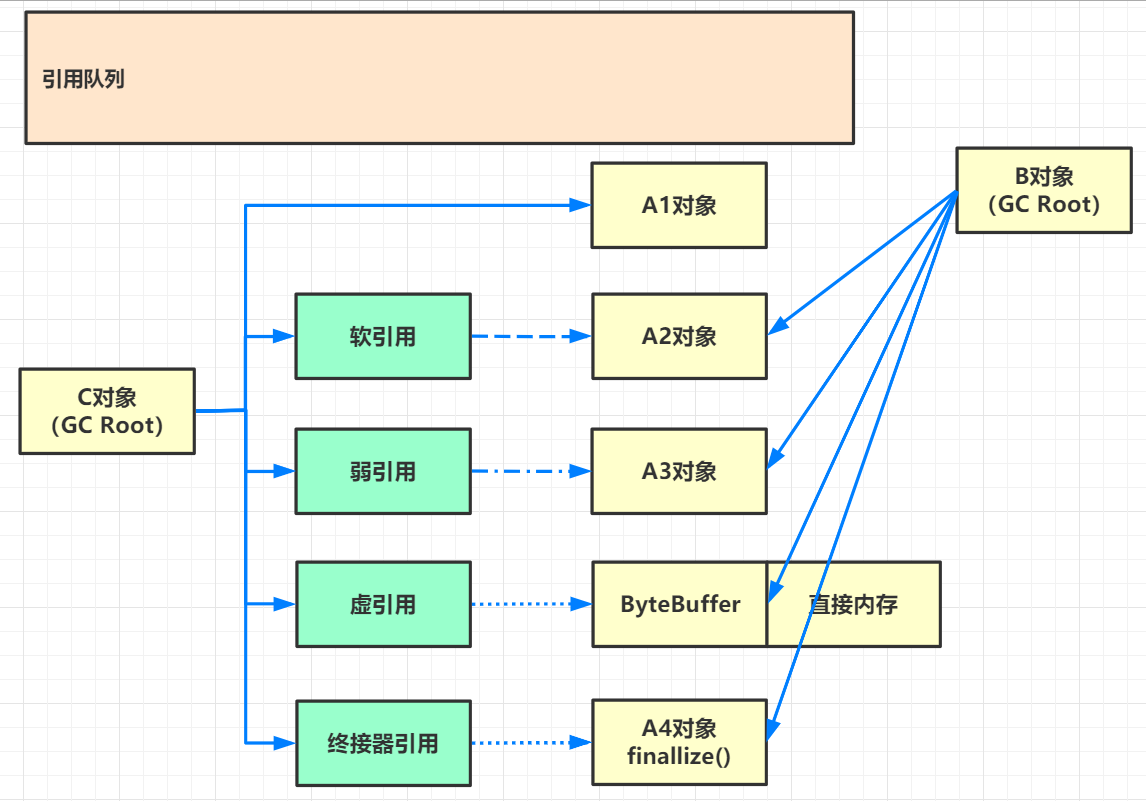 引用队列
B对象
（GC Root）
A1对象
软引用
A2对象
C对象
（GC Root）
弱引用
A3对象
虚引用
ByteBuffer
直接内存
终接器引用
A4对象
finallize()